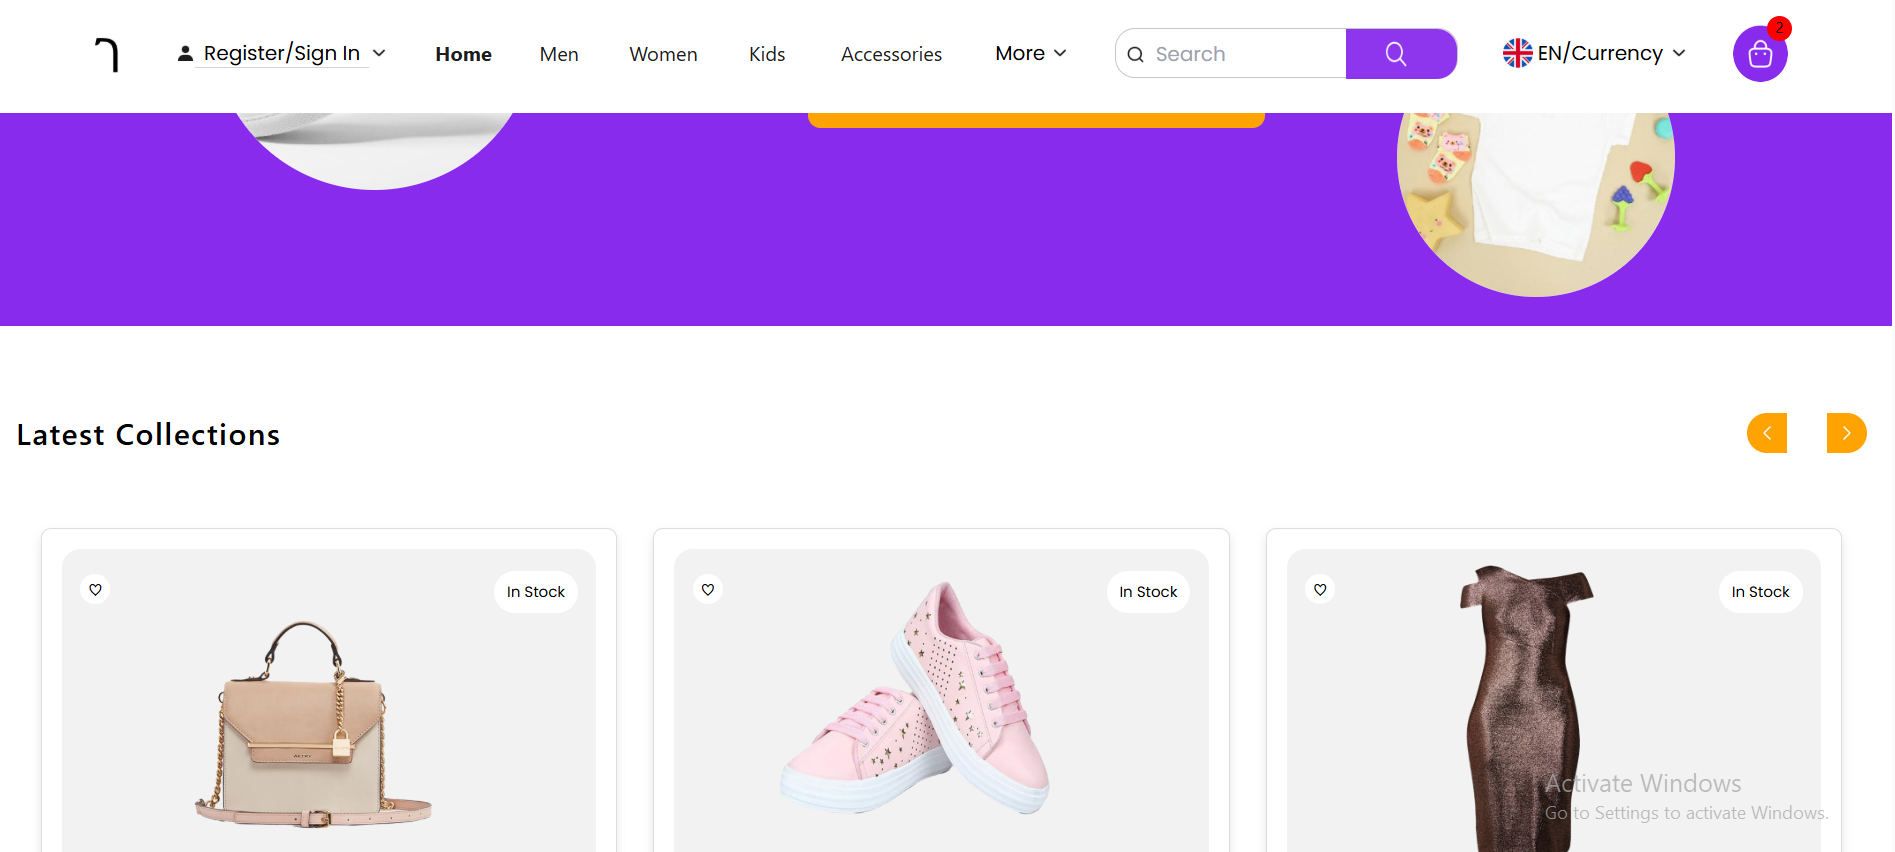 Register/Sign In
Home
Men
Women
Kids
Accessories
More
Search
EN/Currency
2
Latest Collections
In Stock
In Stock
In Stock
Activate Windows
Go to Settings to activate Windows.